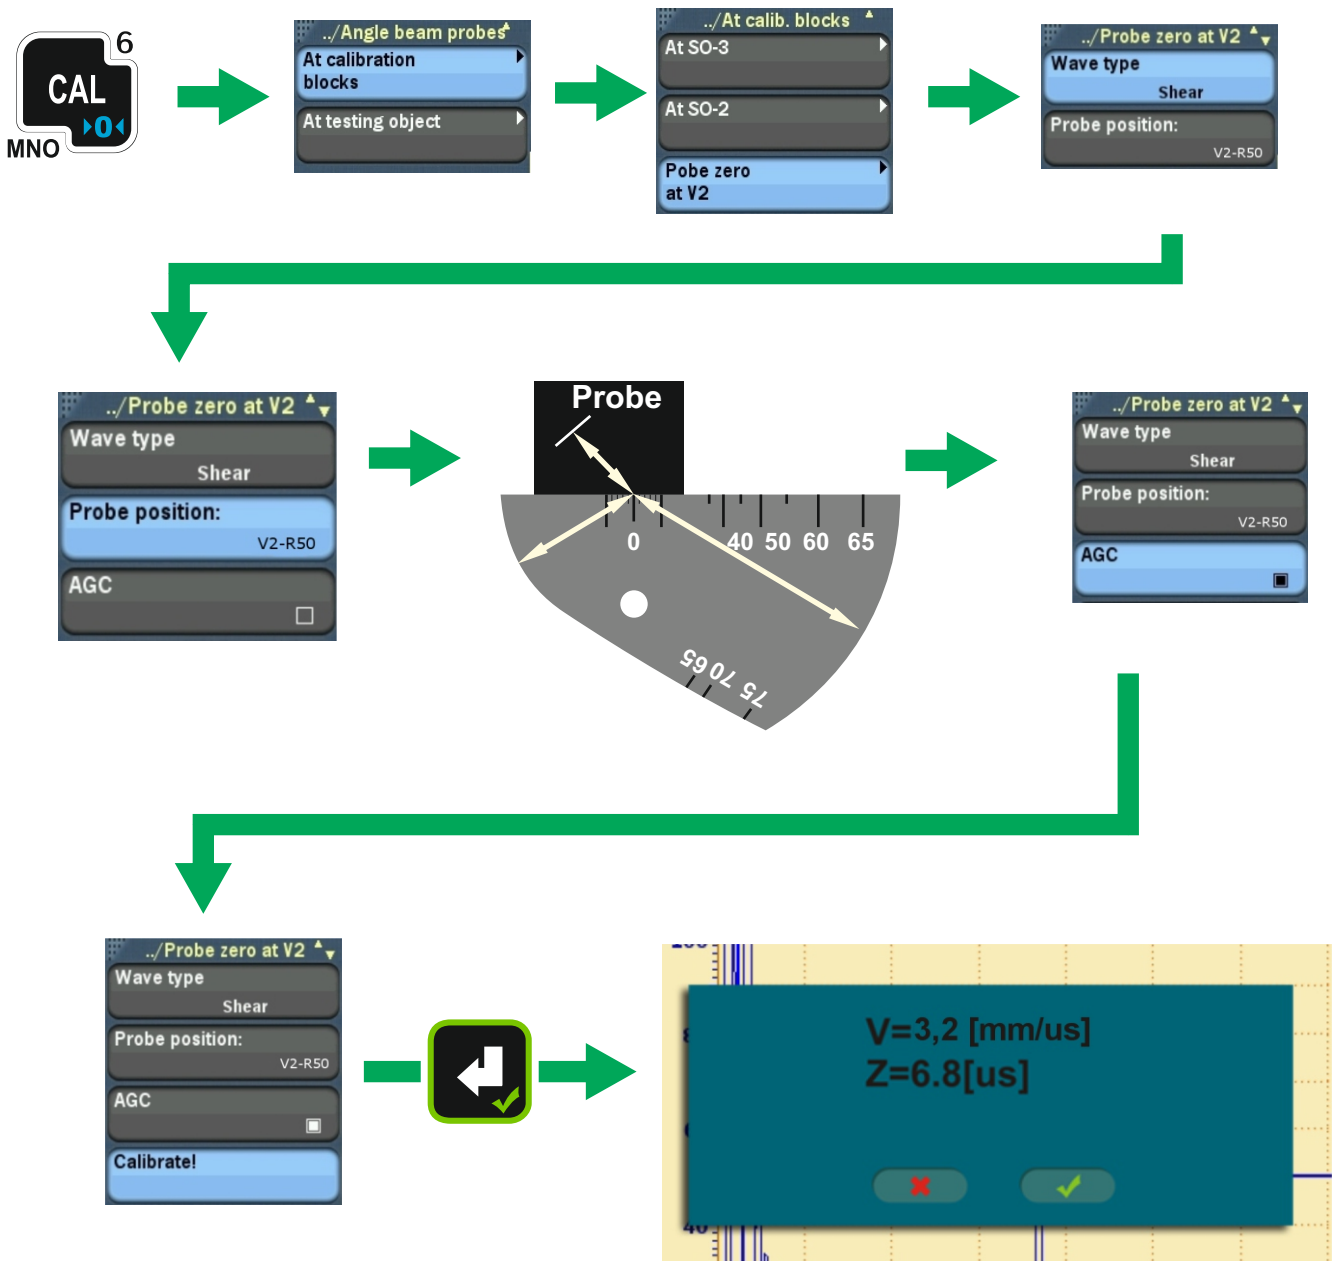 6
CAL
0
MNO
../Angle beam probes
At calibration
blocks
At testing object
../At calib. blocks
At SO-3
At SO-2
Pobe zero
at V2
../Probe zero at V2
Wave type
Shear
Probe position:
V2-R50
../Probe zero at V2
Wave type
Shear
Probe position:
V2-R50
AGC
Probe
0 40 50 60 65
65 70 75
../Probe zero at V2
Wave type
Shear
Probe position:
V2-R50
AGC
../Probe zero at V2
Wave type
Shear
Probe position:
V2-R50
AGC
Calibrate!
V=3,2 [mm/us]
Z=6.8[us]
40